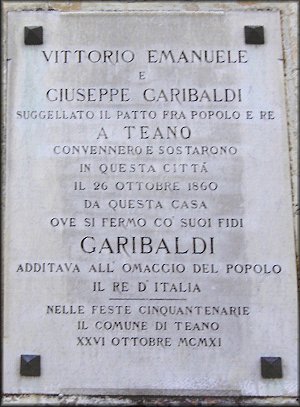 VITTORIO EMANUELE
E
GIUSEPPE GARIBALDI
SUGGELLATO IL PATTO FRA POPOLO E RE
A TEANO
CONVENNERO E SOSTARONO
IN QUESTA CITTÁ
IL 26 OTTOBRE 1860
DA QUESTA CASA
OVE SI FERMO CO' SUOI FIDI
GARIBALDI
ADDITAVA ALL' OMAGGIO DEL POPOLO
IL RE D' ITALIA
NELLE FESTE CINQUANTENARIE
IL COMUNE DI TEANO
XXVI OTTOBRE MCMXI